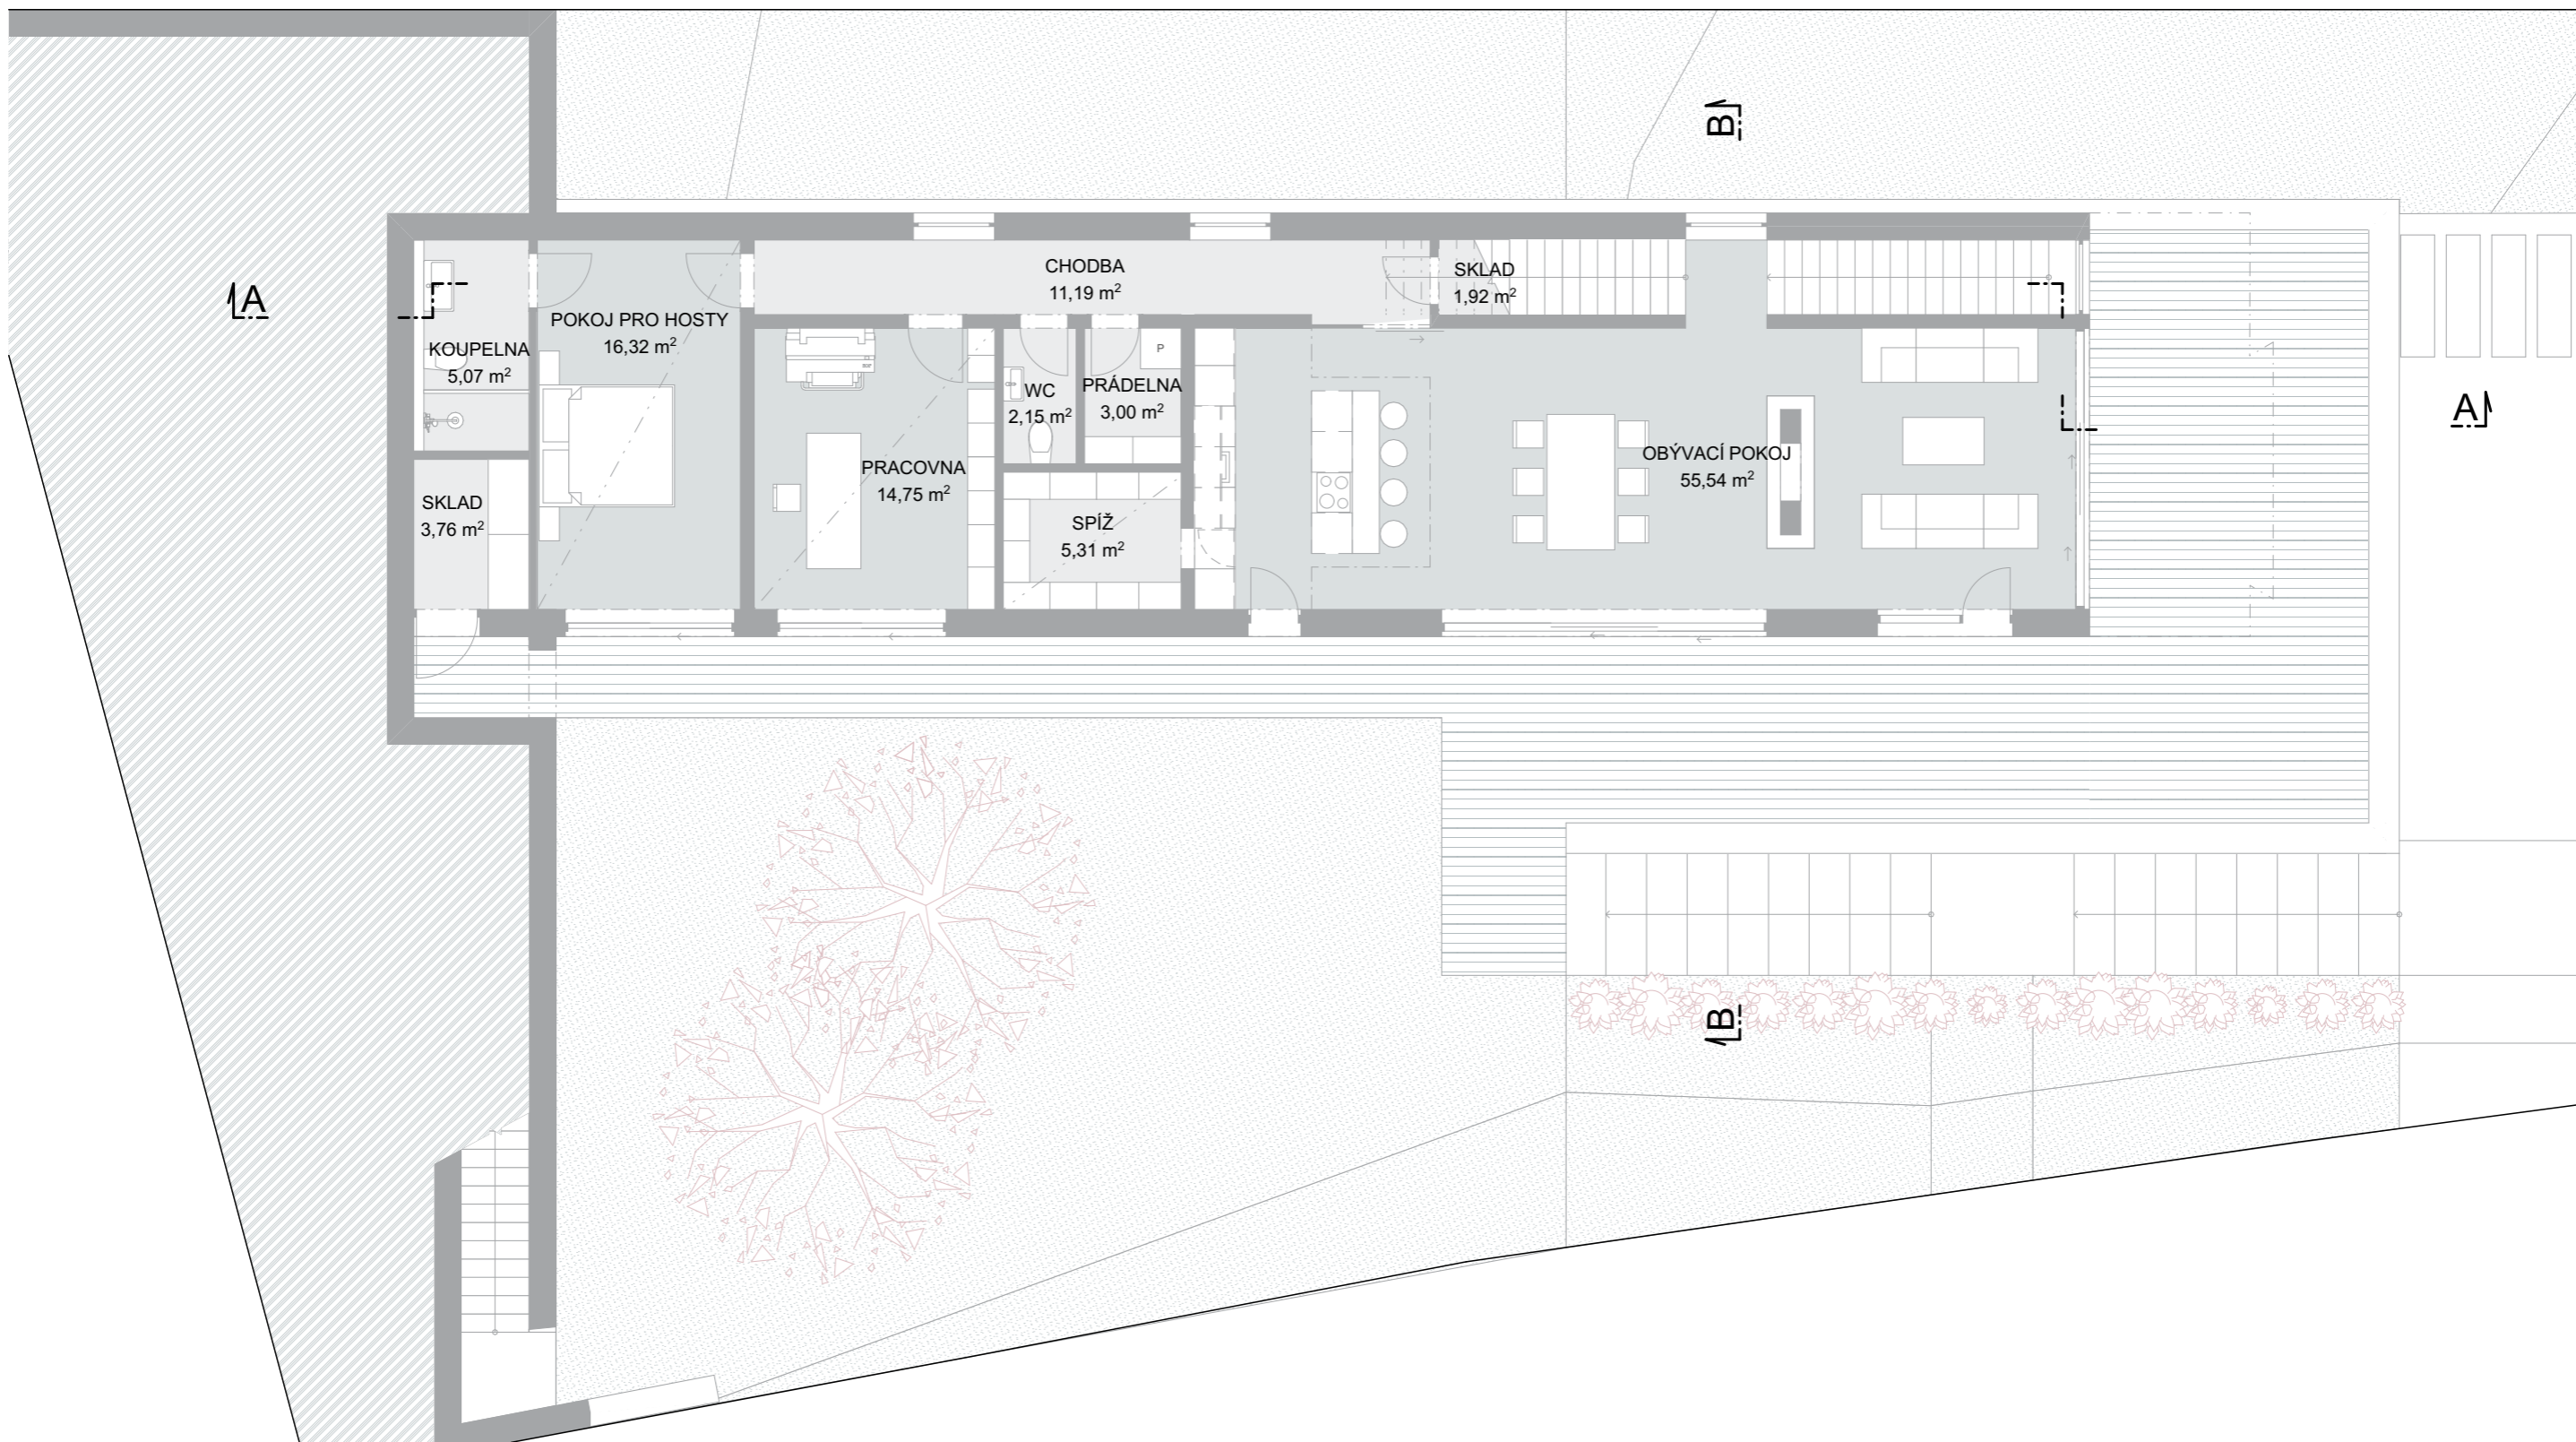 B
CHODBA
11,19 m²
SKLAD
1,92 m²
A
POKOJ PRO HOSTY
16,32 m²
KOUPELNA
5,07 m²
P
WC
2,15 m²
PRÁDELNA
3,00 m²
A
OBÝVACÍ POKOJ
55,54 m²
PRACOVNA
14,75 m²
SKLAD
3,76 m²
SPÍŽ
5,31 m²
B